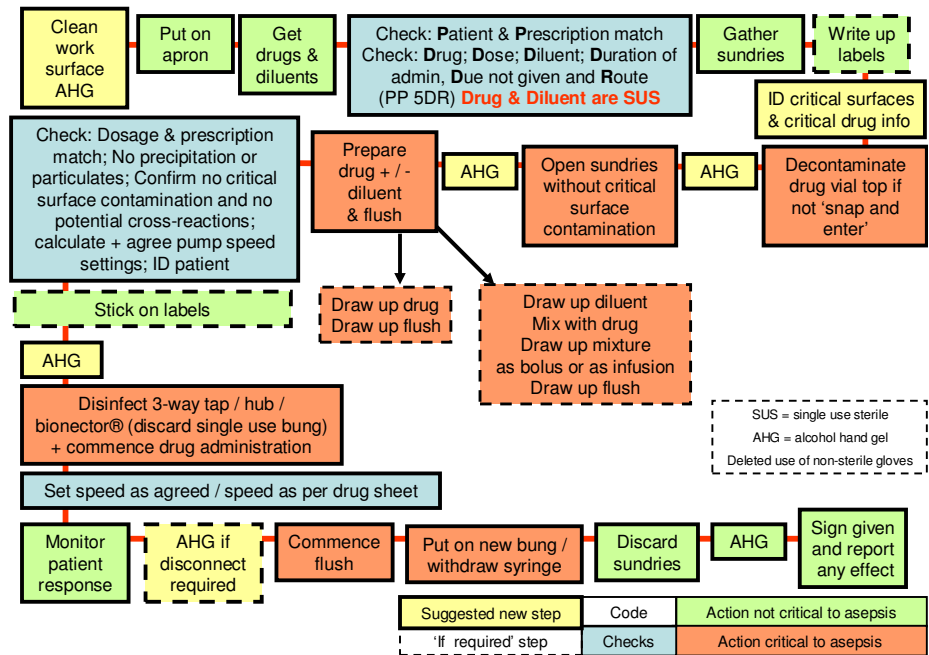 Clean
work
surface
AHG
Put on
apron
Get
drugs &
diluents
Check: Patient & Prescription match
Check: Drug; Dose; Diluent; Duration of
admin, Due not given and Route
(PP 5DR) Drug & Diluent are SUS
Gather
sundries
Write up
labels
ID critical surfaces
& critical drug info
Decontaminate
drug vial top if
not ‘snap and
enter’
AHG
Open sundries
without critical
surface
contamination
AHG
Prepare
drug + / -
diluent
& flush
Draw up drug
Draw up flush
Draw up diluent
Mix with drug
Draw up mixture
as bolus or as infusion
Draw up flush
Check: Dosage & prescription
match; No precipitation or
particulates; Confirm no critical
surface contamination and no
potential cross-reactions;
calculate + agree pump speed
settings; ID patient
Stick on labels
AHG
Disinfect 3-way tap / hub /
bionector® (discard single use bung)
+ commence drug administration
Set speed as agreed / speed as per drug sheet
Monitor
patient
response
AHG if
disconnect
required
Commence
flush
Put on new bung /
withdraw syringe
Discard
sundries
AHG
Sign given
and report
any effect
SUS = single use sterile
AHG = alcohol hand gel
Deleted use of non-sterile gloves
Suggested new step
Code
Action not critical to asepsis
‘If required’ step
Checks
Action critical to asepsis